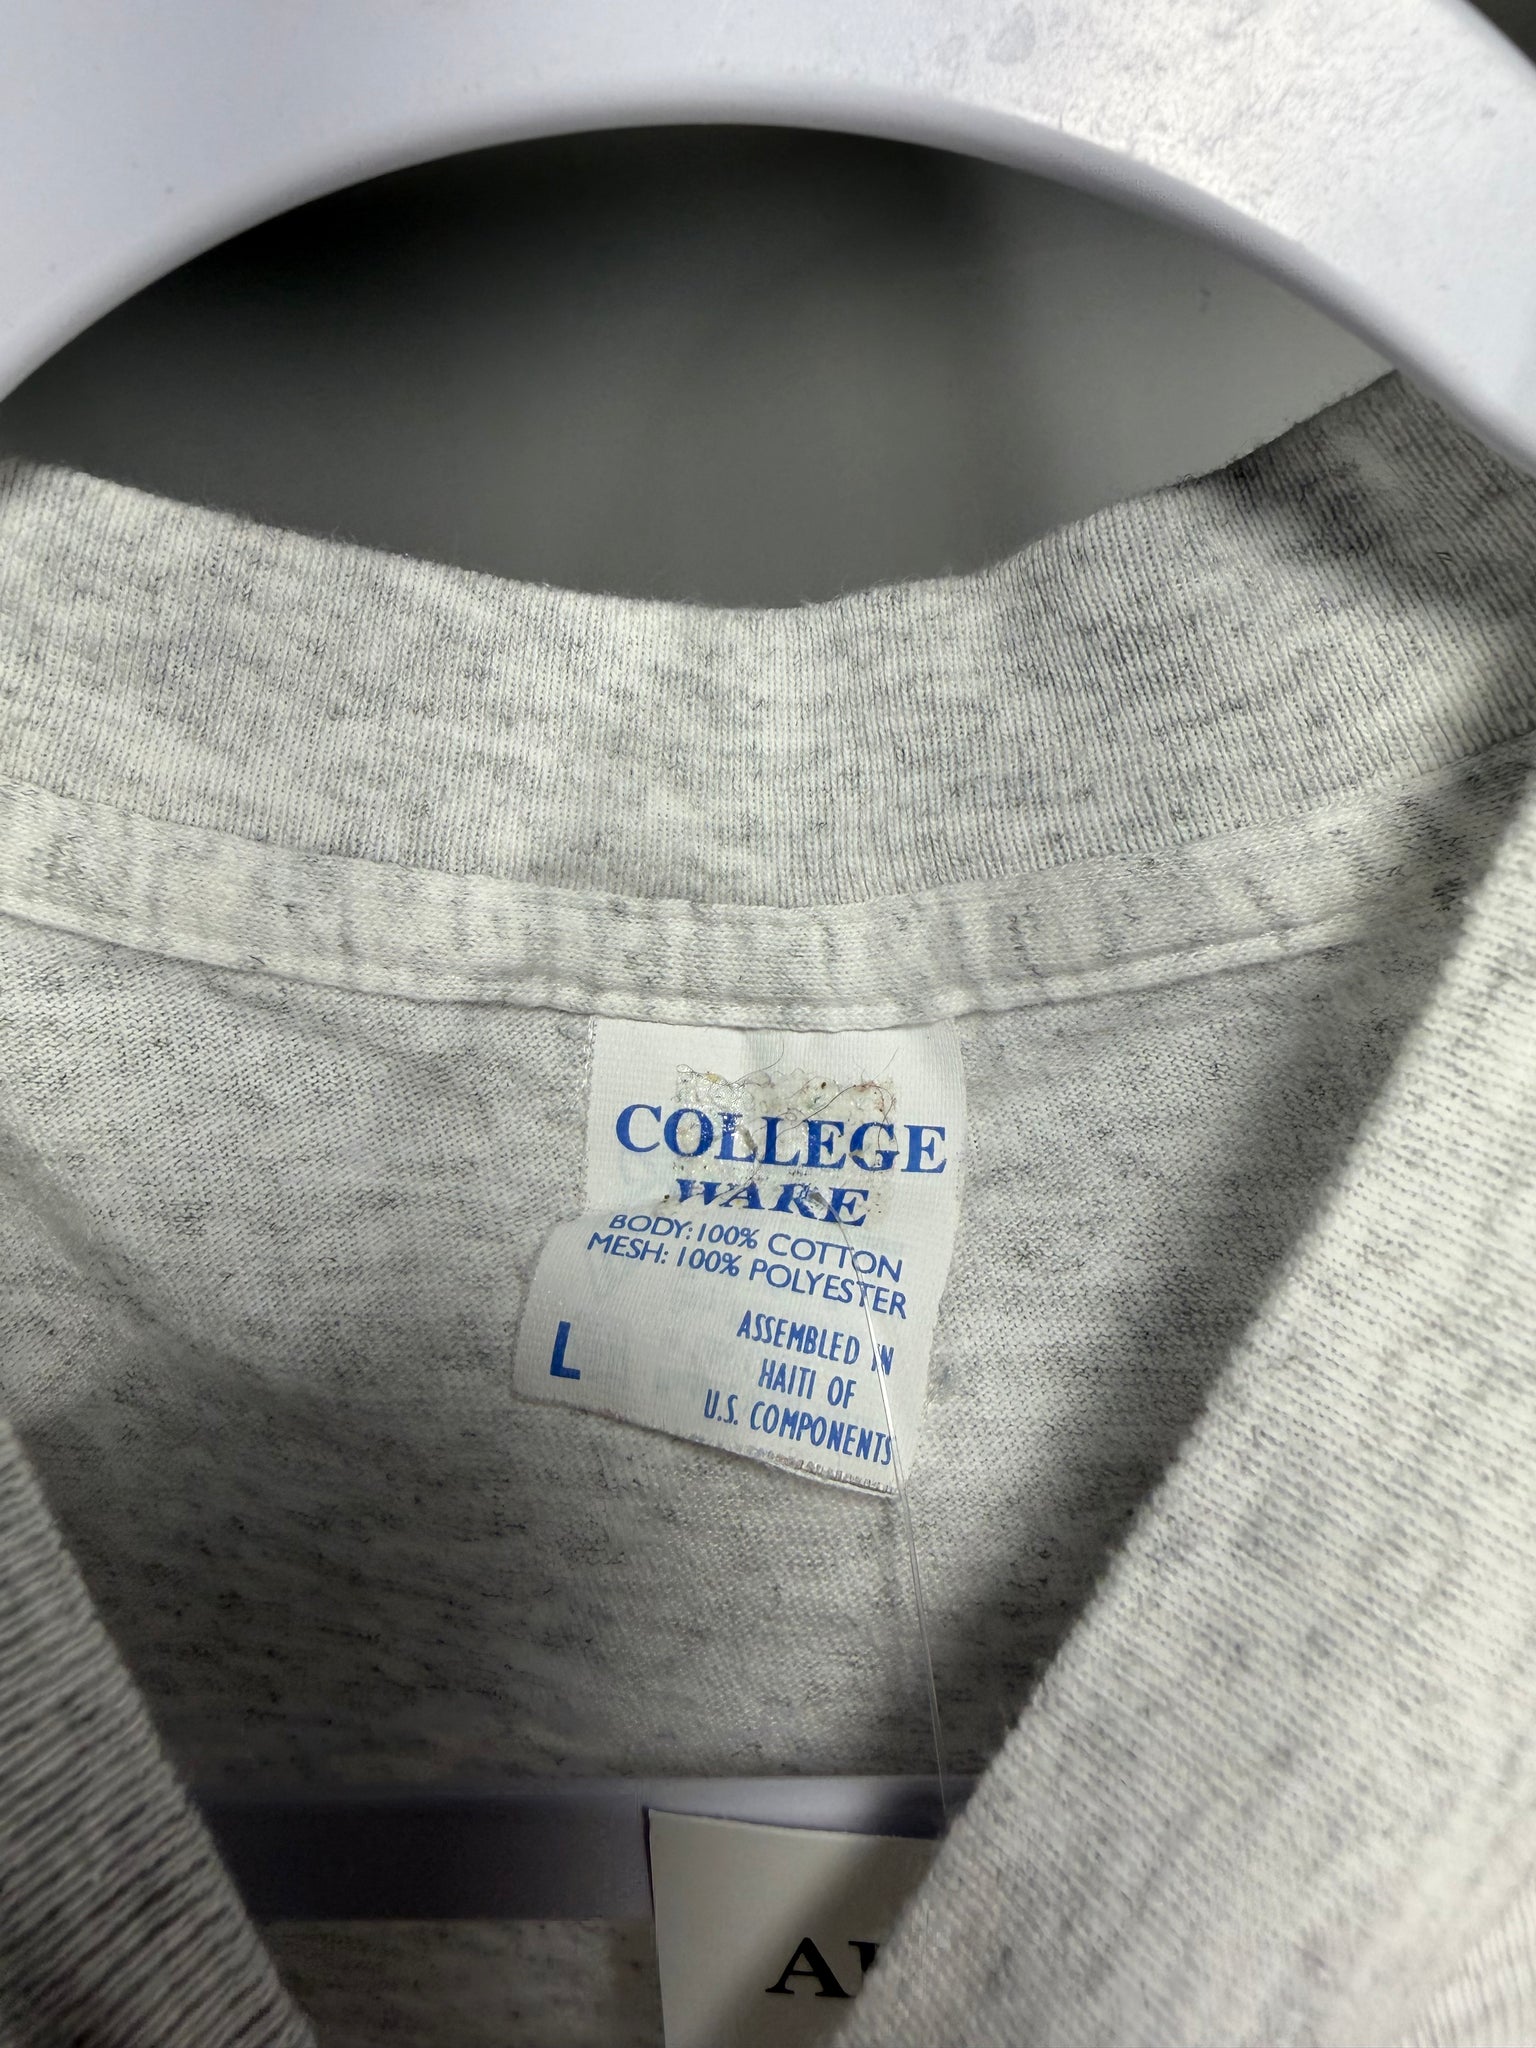 COLLEGE
WARE
BODY: 100% COTTON
MESH: 100% POLYESTER
L
ASSEMBLED IN
HAITI OF
U.S. COMPONENTS